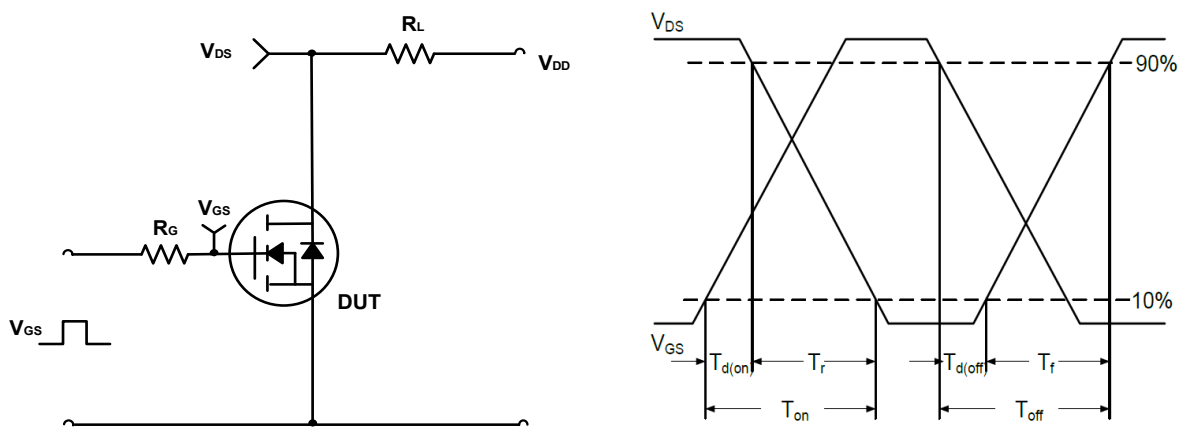 RL
VDS
VDD
VGS
RG
DUT
VGS
VDS
90%
10%
VGS
Td(on)
Tr
Td(off)
Tf
Ton
Toff